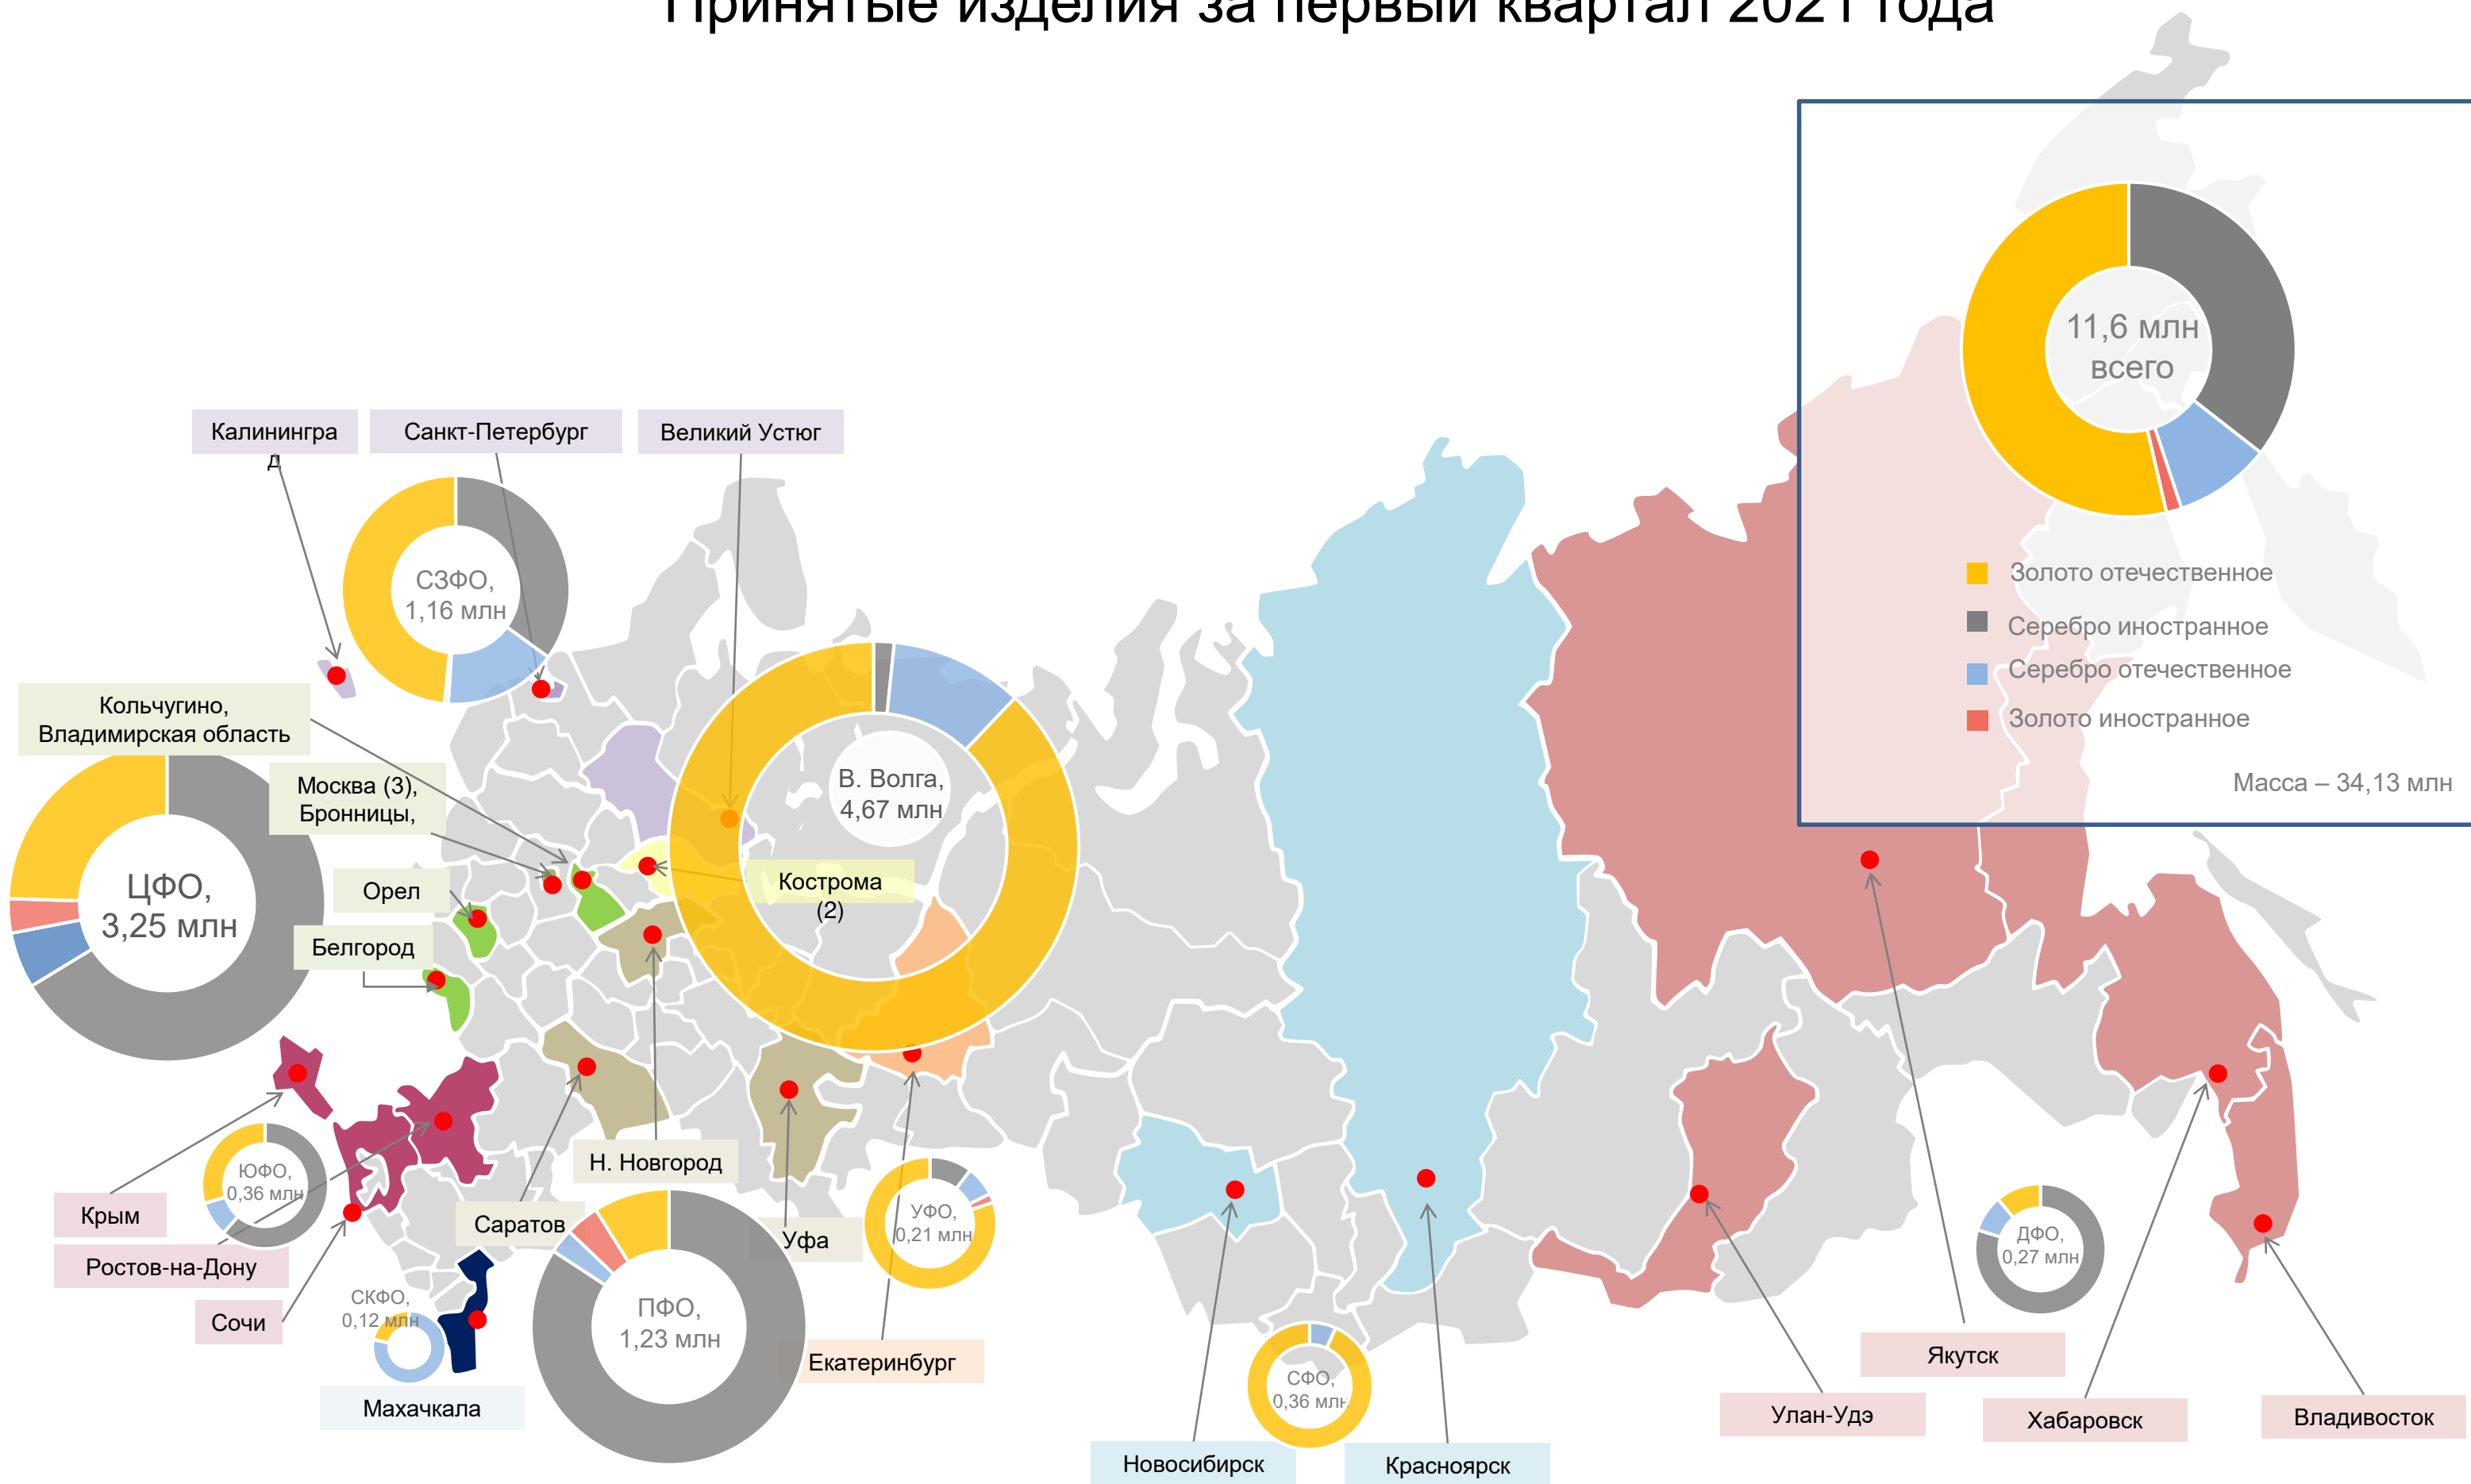 Принятые изделия за первый квартал 2021 года
11,6 млн
всего
Золото отечественное
Серебро иностранное
Серебро отечественное
Золото иностранное
Масса – 34,13 млн
Калинингра
д
Санкт-Петербург
Великий Устюг
СЗФО,
1,16 млн
Кольчугино,
Владимирская область
Москва (3),
Бронницы,
В. Волга,
4,67 млн
Кострома
(2)
ЦФО,
3,25 млн
Орел
Белгород
Н. Новгород
ЮФО,
0,36 млн
Крым
Ростов-на-Дону
Сочи
Саратов
Уфа
УФО,
0,21 млн
СКФО,
0,12 млн
ПФО,
1,23 млн
Екатеринбург
Махачкала
СФО,
0,36 млн
Новосибирск
Красноярск
ДФО,
0,27 млн
Якутск
Улан-Удэ
Хабаровск
Владивосток